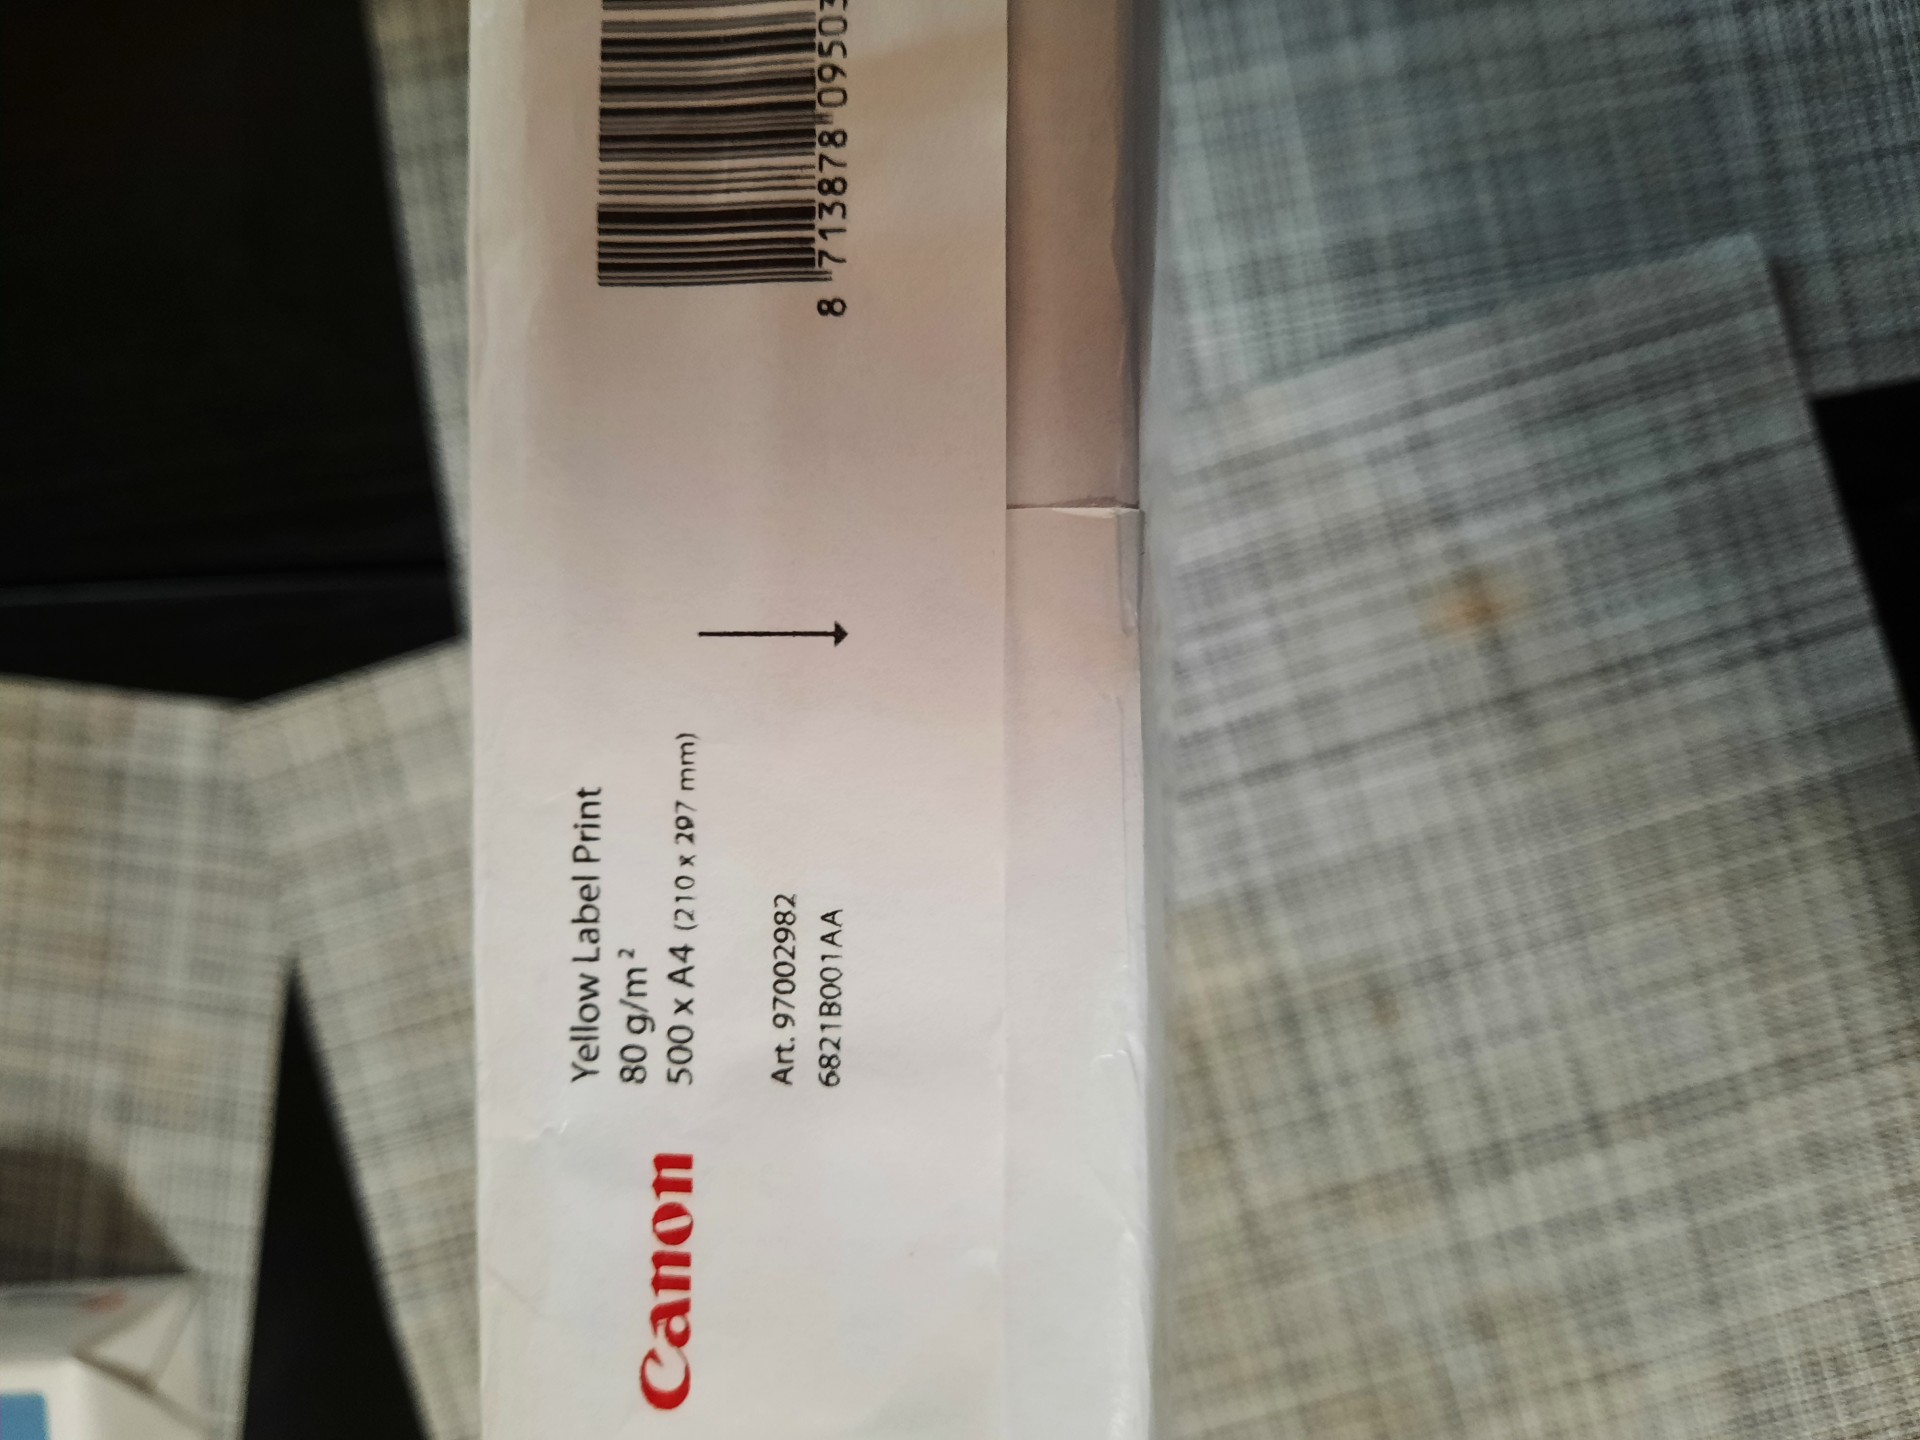 Canon
Yellow Label Print
80 g/m²
500 x A4 (210 x 297 mm)
Art. 97002982
6821B001AA
8 713878 09503